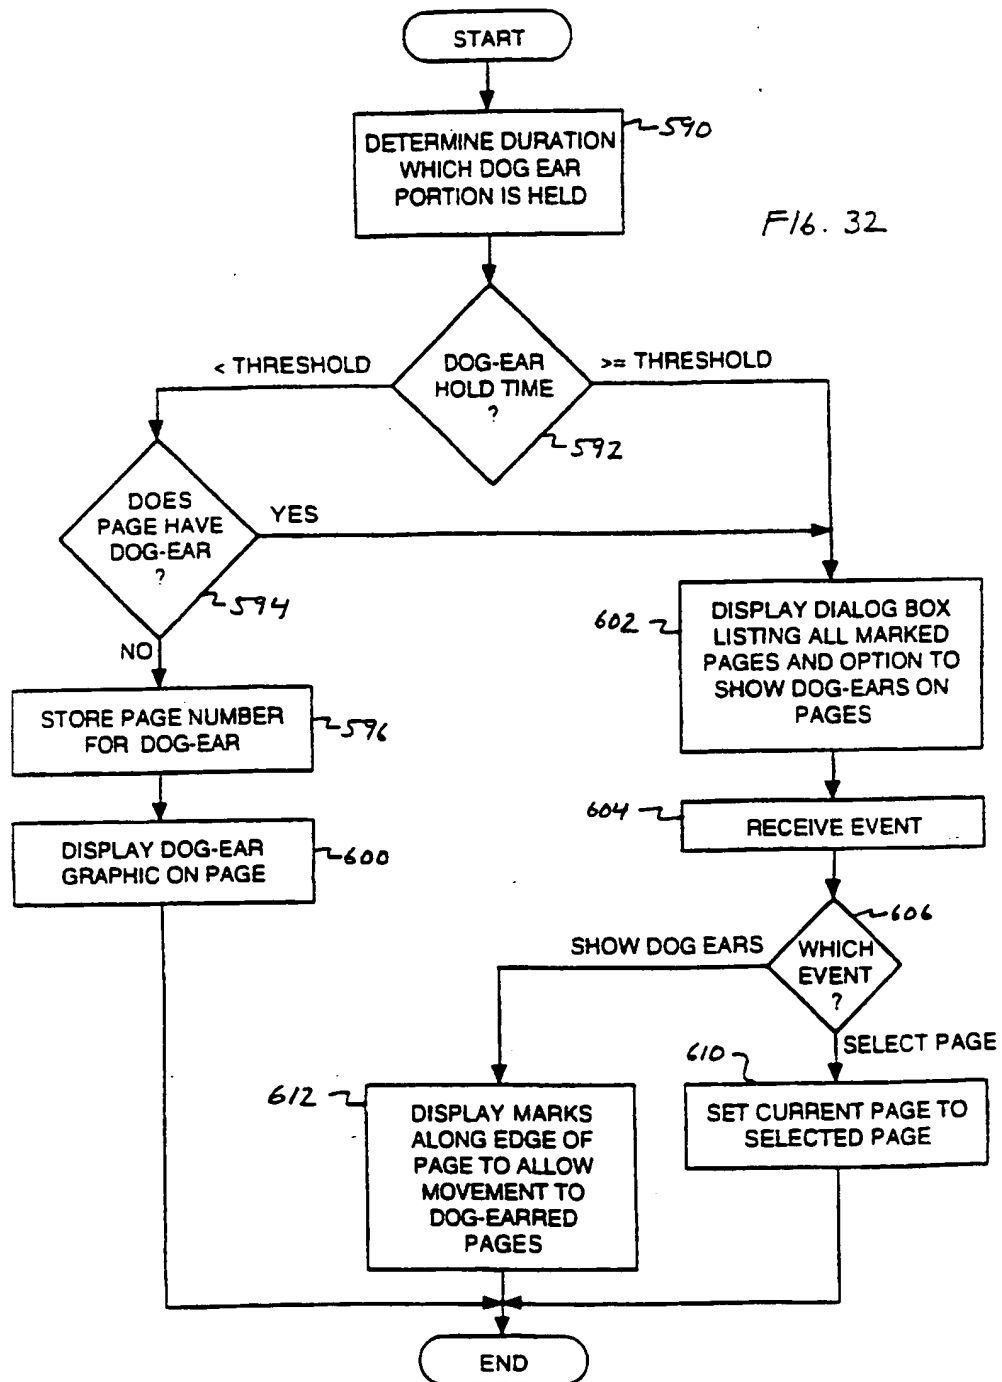 START
DETERMINE DURATION
WHICH DOG EAR
PORTION IS HELD
590
FIG. 32
DOG-EAR
HOLD TIME
?
< THRESHOLD
>= THRESHOLD
592
DOES
PAGE HAVE
DOG-EAR
?
YES
594
NO
STORE PAGE NUMBER
FOR DOG-EAR
596
DISPLAY DOG-EAR
GRAPHIC ON PAGE
600
602
DISPLAY DIALOG BOX
LISTING ALL MARKED
PAGES AND OPTION TO
SHOW DOG-EARS ON
PAGES
604
RECEIVE EVENT
606
WHICH
EVENT
?
SHOW DOG EARS
SELECT PAGE
610
SET CURRENT PAGE TO
SELECTED PAGE
612
DISPLAY MARKS
ALONG EDGE OF
PAGE TO ALLOW
MOVEMENT TO
DOG-EARRED
PAGES
END